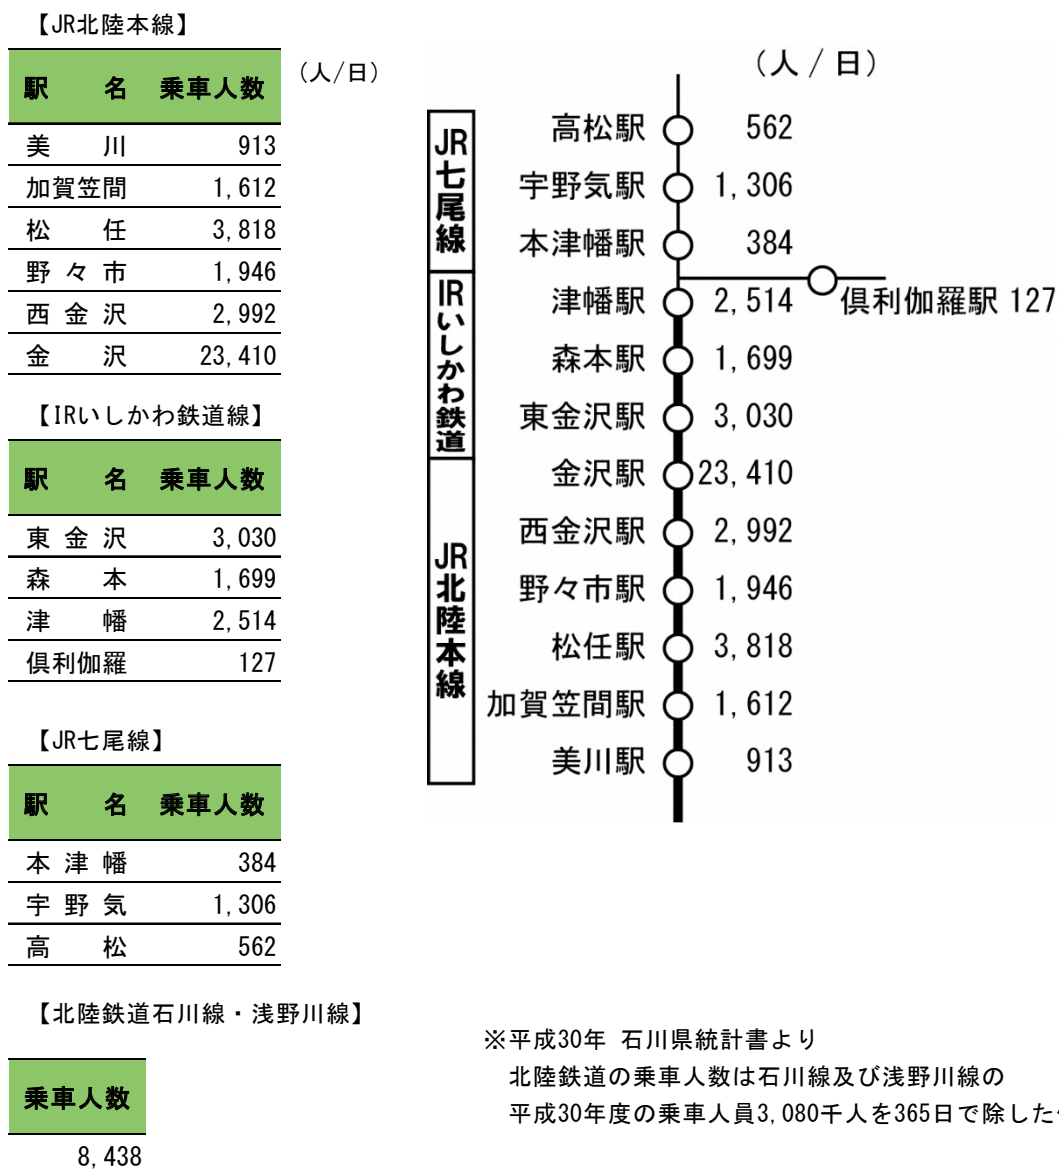 【JR北陸本線】
(人/日)
駅 名 乗車人数
美 川 913
加賀笠間 1,612
松 任 3,818
野 々 市 1,946
西 金 沢 2,992
金 沢 23,410
【IRいしかわ鉄道線】
駅 名 乗車人数
東 金 沢 3,030
森 本 1,699
津 幡 2,514
倶利伽羅 127
【JR七尾線】
駅 名 乗車人数
本 津 幡 384
宇 野 気 1,306
高 松 562
【北陸鉄道石川線・浅野川線】
乗車人数
8,438
(人/日)
JR七尾線
高松駅 562
宇野気駅 1,306
本津幡駅 384
IRいしかわ鉄道
津幡駅 2,514 倶利伽羅駅 127
森本駅 1,699
東金沢駅 3,030
JR北陸本線
金沢駅 23,410
西金沢駅 2,992
野々市駅 1,946
松任駅 3,818
加賀笠間駅 1,612
美川駅 913
※平成30年 石川県統計書より
北陸鉄道の乗車人数は石川線及び浅野川線の
平成30年度の乗車人員3,080千人を365日で除した